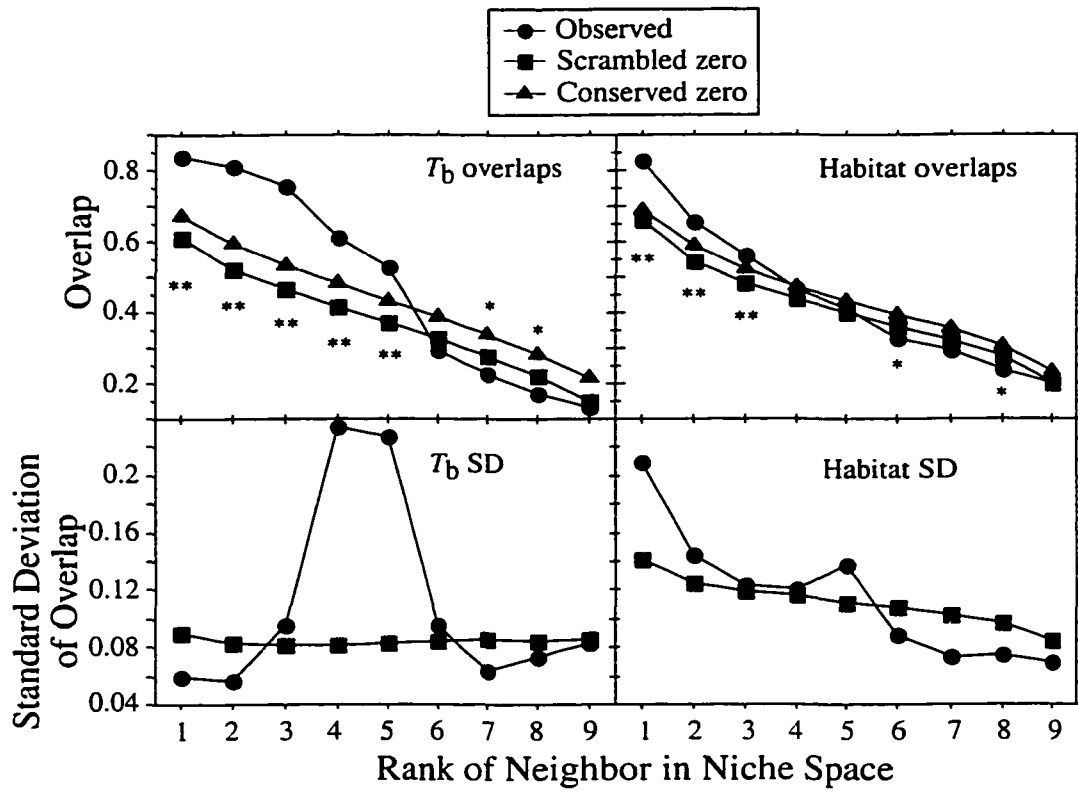 Observed
Scrambled zero
Conserved zero
Tb overlaps
Habitat overlaps
Overlap
0.8
0.6
0.4
0.2
**
**
**
**
**
*
*
**
**
**
*
*
Tb SD
Habitat SD
Standard Deviation
of Overlap
0.2
0.16
0.12
0.08
0.04
1 2 3 4 5 6 7 8 9
1 2 3 4 5 6 7 8 9
Rank of Neighbor in Niche Space